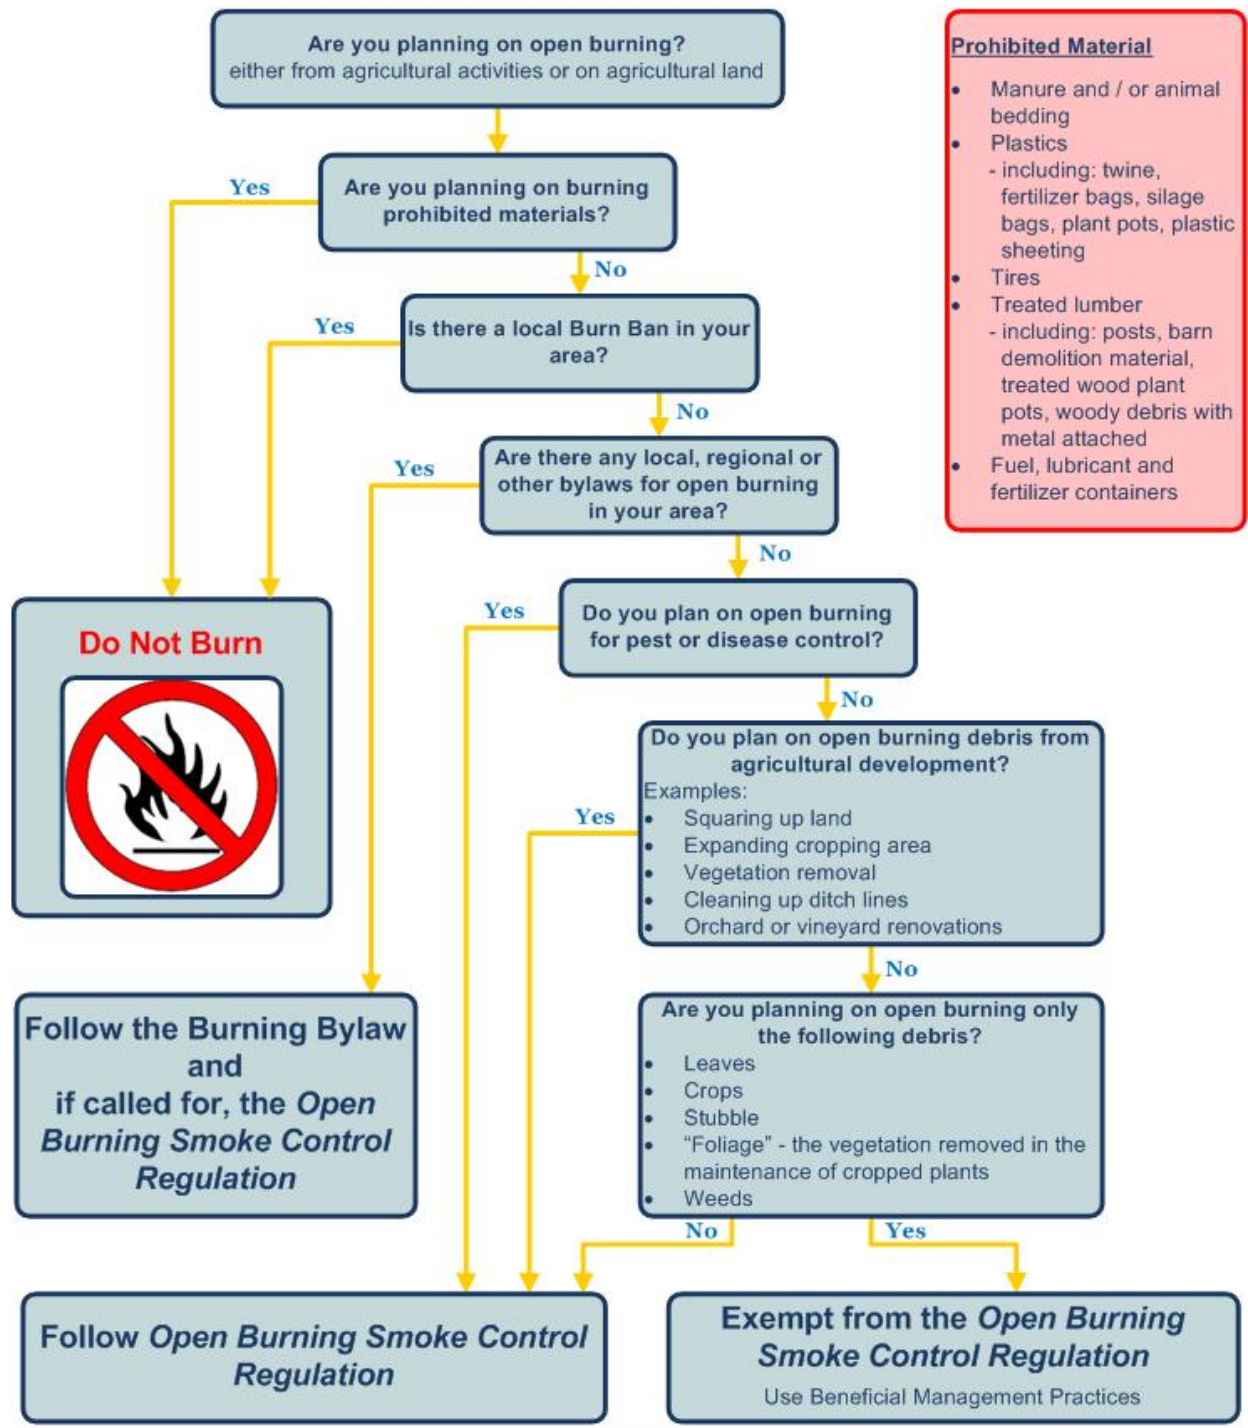 Are you planning on open burning?
either from agricultural activities or on agricultural land
Prohibited Material
• Manure and / or animal
bedding
• Plastics
- including: twine,
fertilizer bags, silage
bags, plant pots, plastic
sheeting
• Tires
• Treated lumber
- including: posts, barn
demolition material,
treated wood plant
pots, woody debris with
metal attached
• Fuel, lubricant and
fertilizer containers
Yes
Are you planning on burning
prohibited materials?
No
Yes
Is there a local Burn Ban in your
area?
No
Yes
Are there any local, regional or
other bylaws for open burning
in your area?
No
Yes
Do you plan on open burning
for pest or disease control?
Do Not Burn
No
Do you plan on open burning debris from
agricultural development?
Examples:
• Squaring up land
• Expanding cropping area
• Vegetation removal
• Cleaning up ditch lines
• Orchard or vineyard renovations
Yes
No
Are you planning on open burning only
the following debris?
• Leaves
• Crops
• Stubble
• “Foliage” - the vegetation removed in the
maintenance of cropped plants
• Weeds
Follow the Burning Bylaw
and
if called for, the Open
Burning Smoke Control
Regulation
No
Yes
Follow Open Burning Smoke Control
Regulation
Exempt from the Open Burning
Smoke Control Regulation
Use Beneficial Management Practices